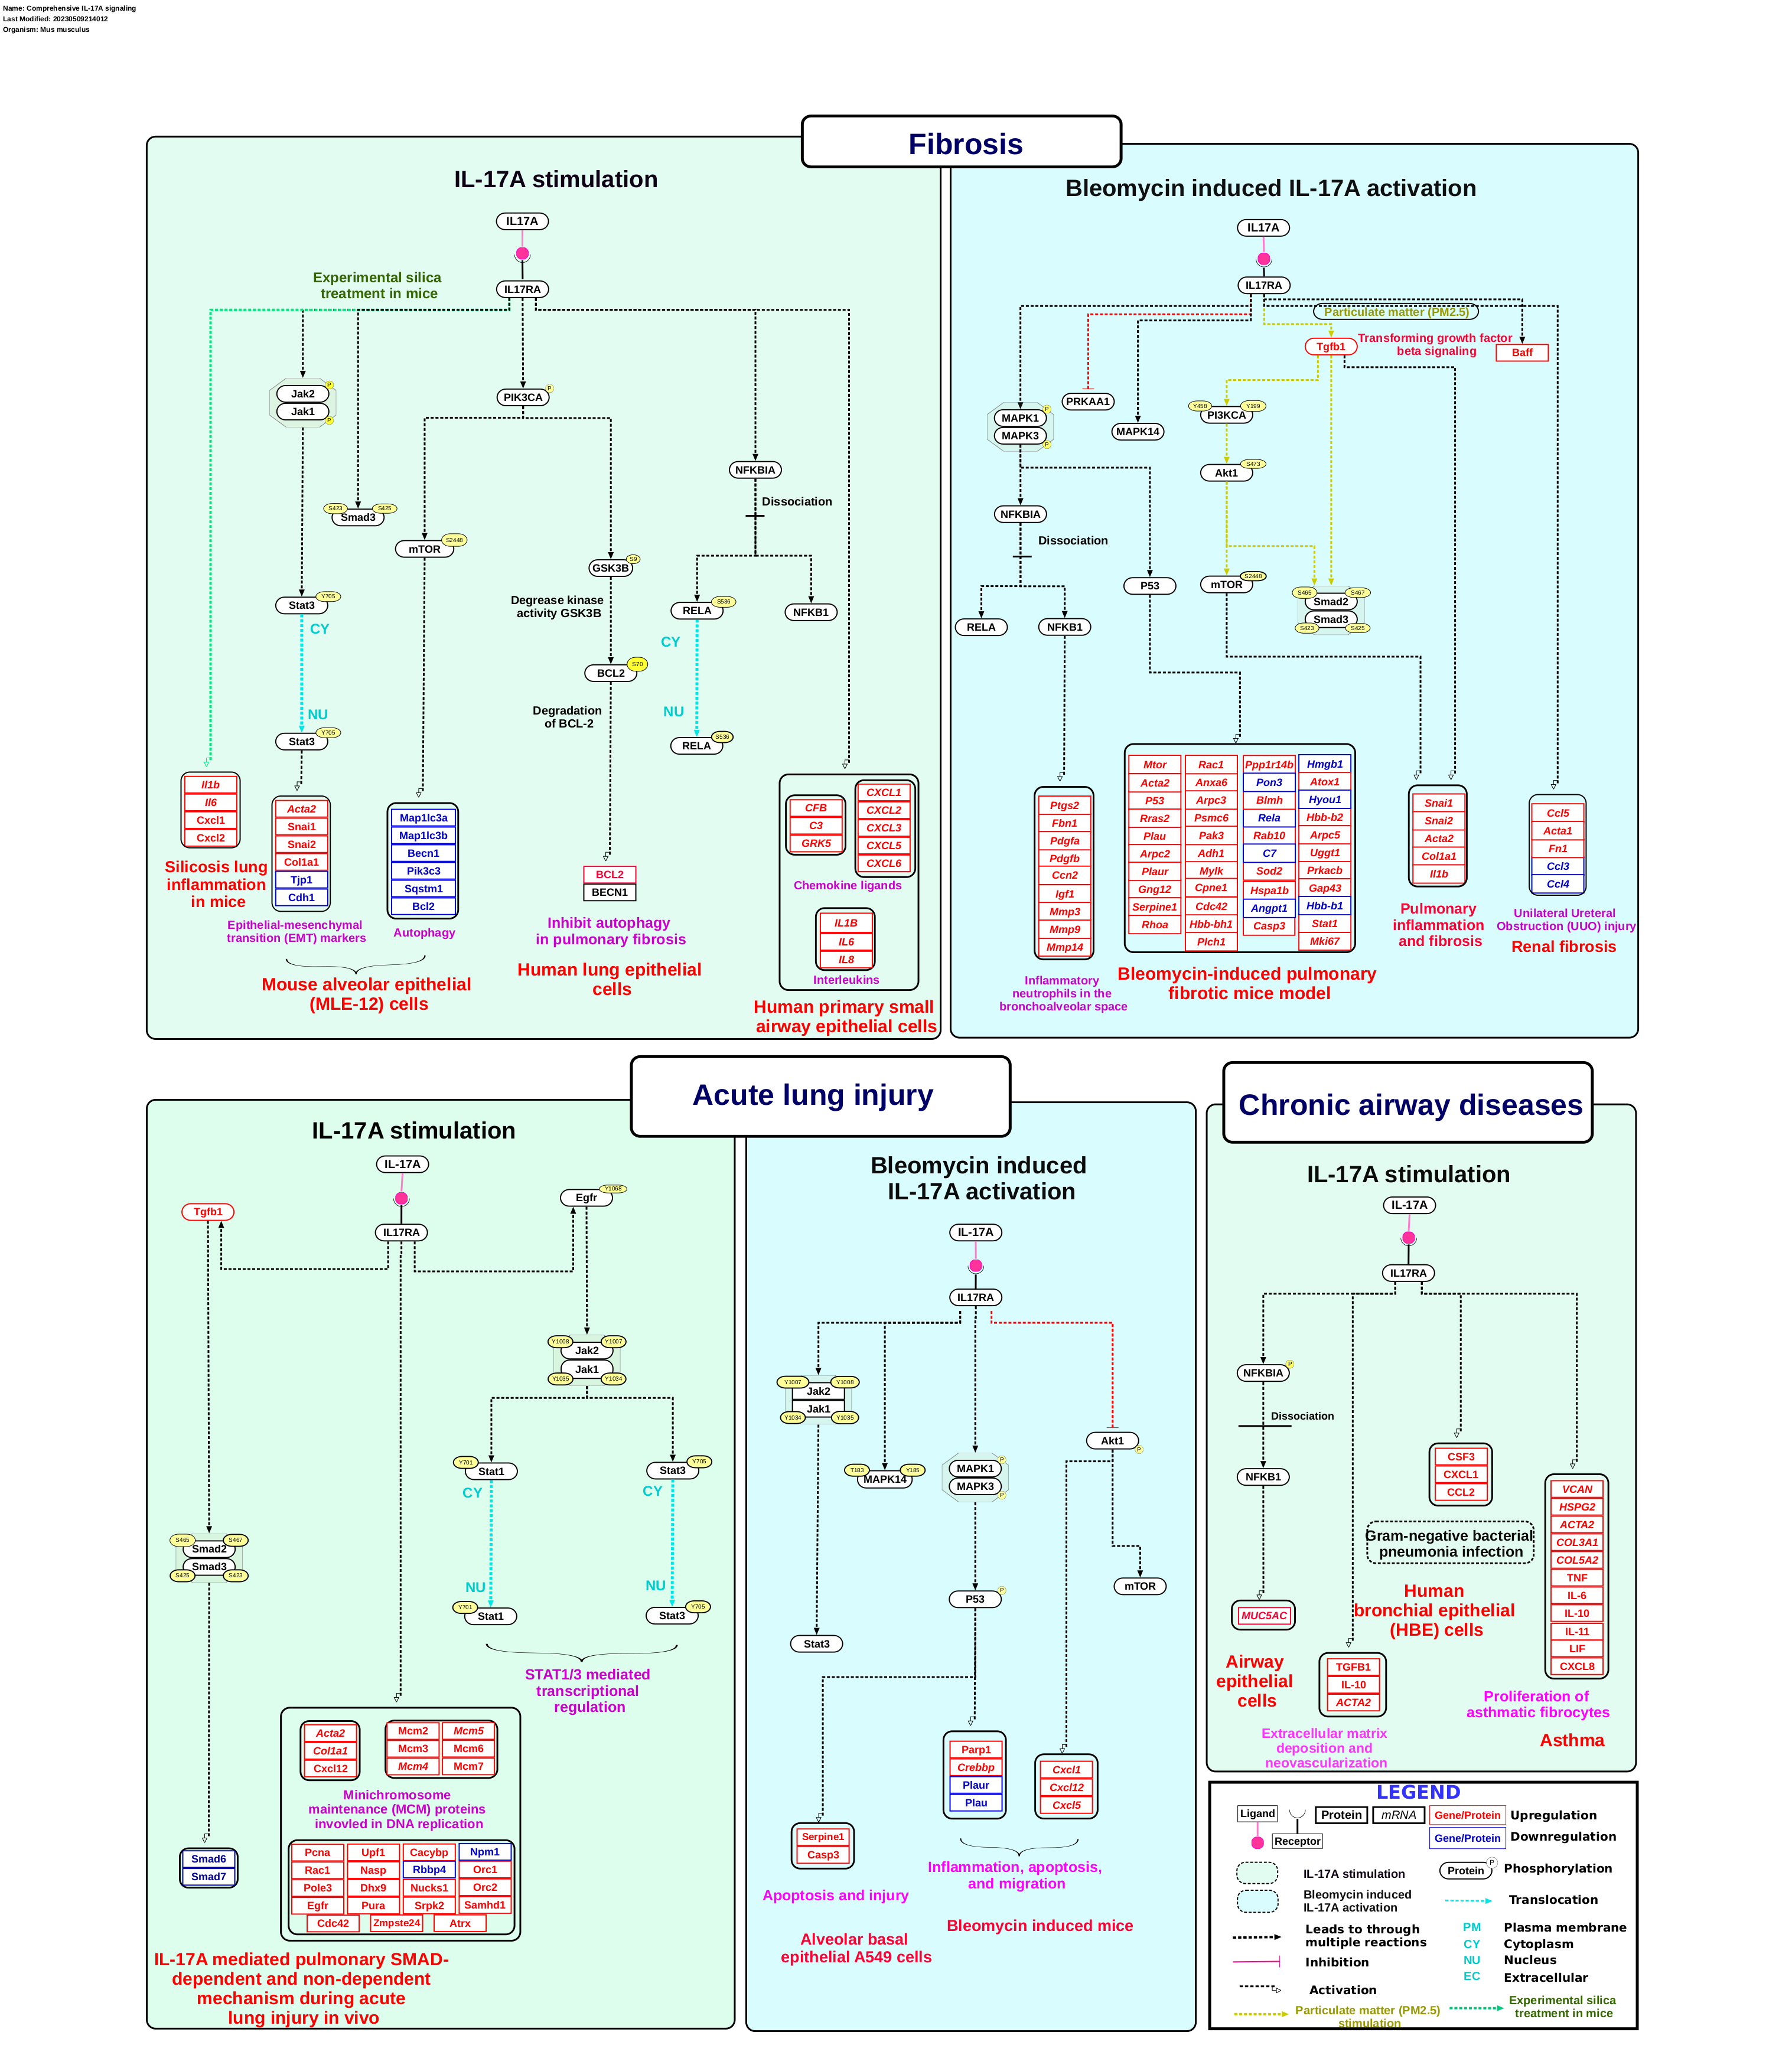 Name: Comprehensive IL-17A signaling
Last Modified: 20230509214012
Organism: Mus musculus
Fibrosis
IL-17A stimulation
IL17A
IL17RA
Experimental silica
treatment in mice
Jak2
P
Jak1
P
PIK3CA
P
NFKBIA
Dissociation
S423
S425
Smad3
mTOR
S2448
GSK3B
S9
Degrease kinase
activity GSK3B
Stat3
Y705
CY
NU
Stat3
Y705
RELA
S536
NFKB1
CY
NU
RELA
S536
BCL2
S70
Degradation
of BCL-2
Il1b
Il6
Cxcl1
Cxcl2
Silicosis lung
inflammation
in mice
Acta2
Snai1
Snai2
Col1a1
Tjp1
Cdh1
Epithelial-mesenchymal
transition (EMT) markers
Map1lc3a
Map1lc3b
Becn1
Pik3c3
Sqstm1
Bcl2
Autophagy
Mouse alveolar epithelial
(MLE-12) cells
BCL2
BECN1
Inhibit autophagy
in pulmonary fibrosis
Human lung epithelial
cells
CFB
C3
GRK5
CXCL1
CXCL2
CXCL3
CXCL5
CXCL6
Chemokine ligands
IL1B
IL6
IL8
Interleukins
Human primary small
airway epithelial cells
Bleomycin induced IL-17A activation
IL17A
IL17RA
Particulate matter (PM2.5)
Tgfb1
Transforming growth factor
beta signaling
Baff
MAPK1
P
MAPK3
P
PRKAA1
MAPK14
Y458
Y199
PI3KCA
Akt1
S473
NFKBIA
Dissociation
P53
mTOR
S2448
S465
S467
Smad2
Smad3
S423
S425
RELA
NFKB1
Ptgs2
Fbn1
Pdgfa
Pdgfb
Ccn2
Igf1
Mmp3
Mmp9
Mmp14
Inflammatory
neutrophils in the
bronchoalveolar space
Mtor
Acta2
P53
Rras2
Plau
Arpc2
Plaur
Gng12
Serpine1
Rhoa
Rac1
Anxa6
Arpc3
Psmc6
Pak3
Adh1
Mylk
Cpne1
Cdc42
Hbb-bh1
Plch1
Ppp1r14b
Pon3
Blmh
Rela
Rab10
C7
Sod2
Hspa1b
Angpt1
Casp3
Hmgb1
Atox1
Hyou1
Hbb-b2
Arpc5
Uggt1
Prkacb
Gap43
Hbb-b1
Stat1
Mki67
Bleomycin-induced pulmonary
fibrotic mice model
Snai1
Snai2
Acta2
Col1a1
Il1b
Pulmonary
inflammation
and fibrosis
Ccl5
Acta1
Fn1
Ccl3
Ccl4
Unilateral Ureteral
Obstruction (UUO) injury
Renal fibrosis
Acute lung injury
IL-17A stimulation
IL-17A
IL17RA
Tgfb1
Egfr
Y1068
Y1008
Y1007
Jak2
Jak1
Y1035
Y1034
Y701
Stat1
Stat3
Y705
CY
CY
NU
NU
Y701
Stat1
Stat3
Y705
STAT1/3 mediated
transcriptional
regulation
S465
S467
Smad2
Smad3
S425
S423
Smad6
Smad7
Acta2
Col1a1
Cxcl12
Mcm2
Mcm3
Mcm4
Mcm5
Mcm6
Mcm7
Minichromosome
maintenance (MCM) proteins
invovled in DNA replication
Pcna
Rac1
Pole3
Egfr
Upf1
Nasp
Dhx9
Pura
Cacybp
Rbbp4
Nucks1
Srpk2
Npm1
Orc1
Orc2
Samhd1
Cdc42
Zmpste24
Atrx
IL-17A mediated pulmonary SMAD-
dependent and non-dependent
mechanism during acute
lung injury in vivo
Bleomycin induced
IL-17A activation
IL-17A
IL17RA
Y1007
Y1008
Jak2
Jak1
Y1034
Y1035
T183
Y185
MAPK14
MAPK1
P
MAPK3
P
Akt1
P
P53
P
mTOR
Stat3
Parp1
Crebbp
Plaur
Plau
Cxcl1
Cxcl12
Cxcl5
Serpine1
Casp3
Apoptosis and injury
Inflammation, apoptosis,
and migration
Alveolar basal
epithelial A549 cells
Bleomycin induced mice
Chronic airway diseases
IL-17A stimulation
IL-17A
IL17RA
NFKBIA
P
Dissociation
NFKB1
MUC5AC
Airway
epithelial
cells
CSF3
CXCL1
CCL2
Gram-negative bacterial
pneumonia infection
Human
bronchial epithelial
(HBE) cells
TGFB1
IL-10
ACTA2
Extracellular matrix
deposition and
neovascularization
VCAN
HSPG2
ACTA2
COL3A1
COL5A2
TNF
IL-6
IL-10
IL-11
LIF
CXCL8
Proliferation of
asthmatic fibrocytes
Asthma
LEGEND
Ligand
Receptor
Protein
mRNA
Gene/Protein
Upregulation
Gene/Protein
Downregulation
IL-17A stimulation
Protein
P
Phosphorylation
Bleomycin induced
IL-17A activation
Translocation
Leads to through
multiple reactions
PM
Plasma membrane
CY
Cytoplasm
Inhibition
NU
Nucleus
EC
Extracellular
Activation
Particulate matter (PM2.5)
stimulation
Experimental silica
treatment in mice